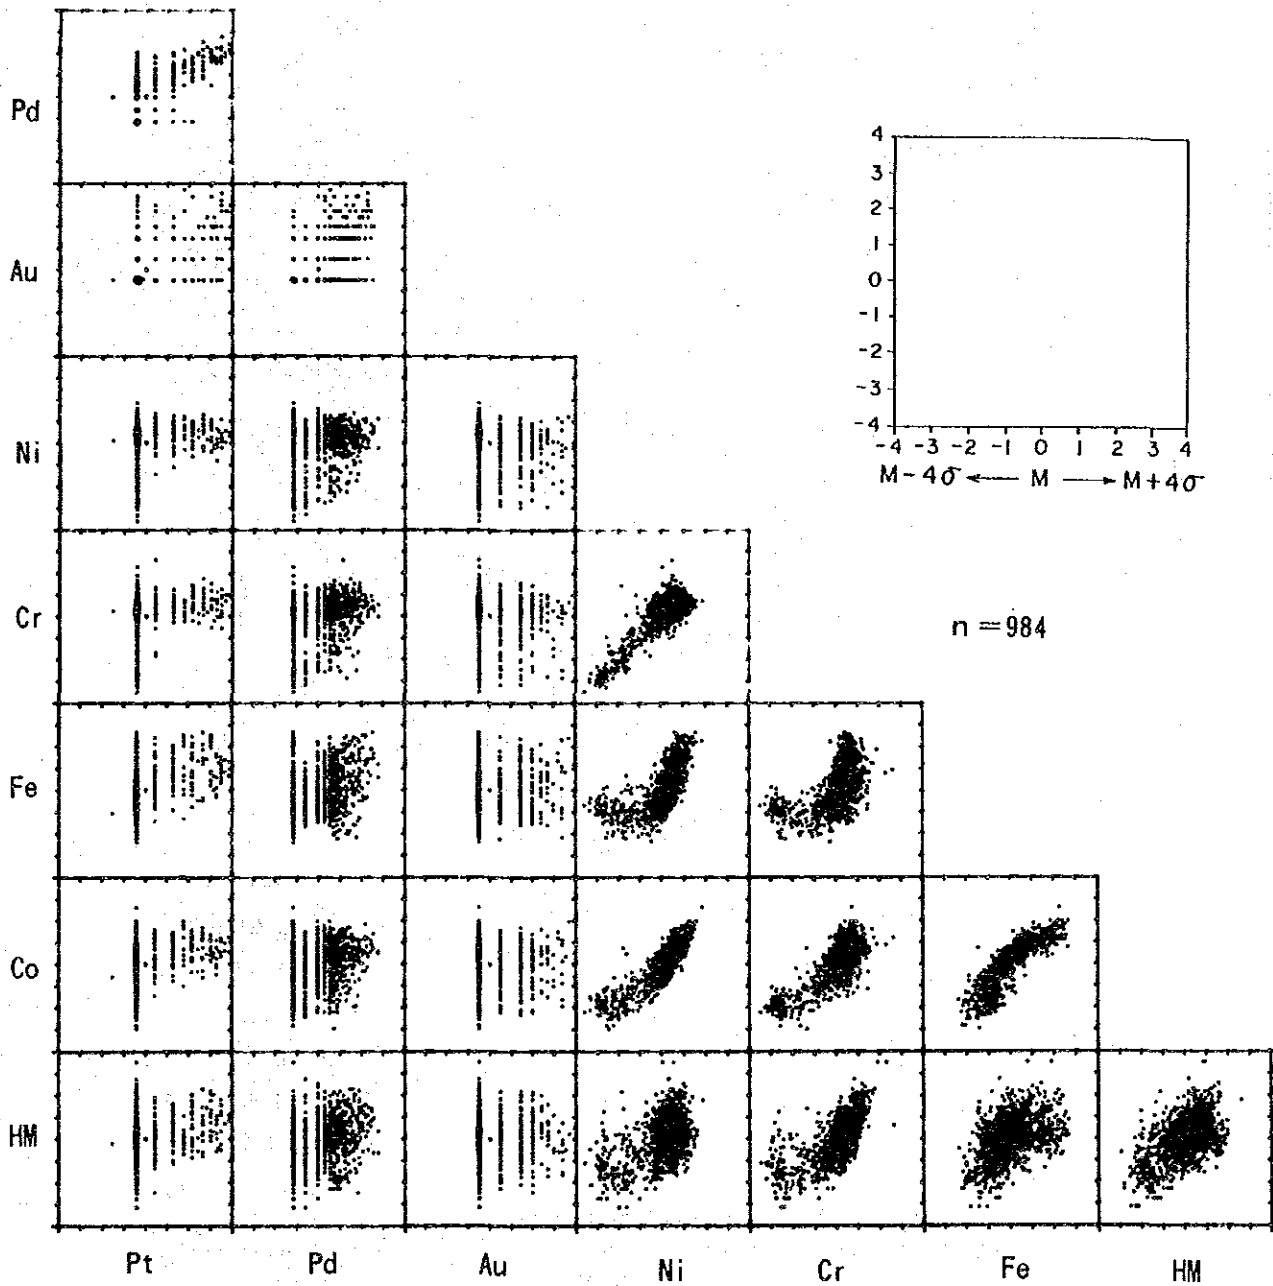 Pd
Au
Ni
Cr
Fe
Co
HM
Pt Pd Au Ni Cr Fe HM
4
3
2
1
0
-1
-2
-3
-4
-4 -3 -2 -1 0 1 2 3 4
M-4σ ← M → M+4σ
n=984